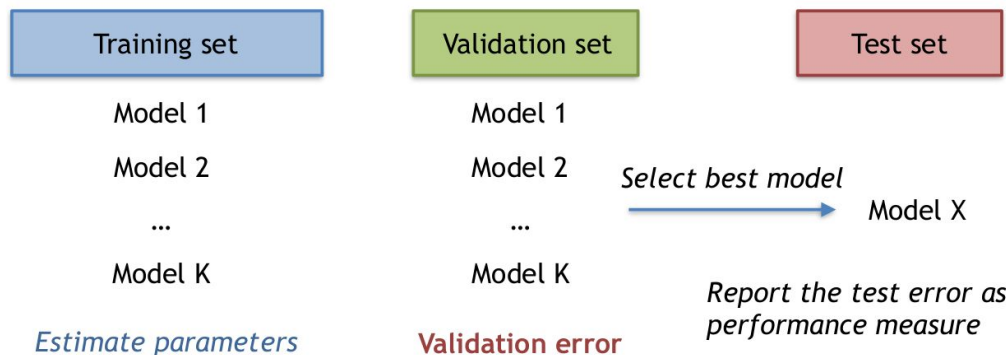 Training set
Model 1
Model 2
...
Model K
Estimate parameters
Validation set
Model 1
Model 2
...
Model K
Validation error
Select best model
Test set
Model X
Report the test error as
performance measure